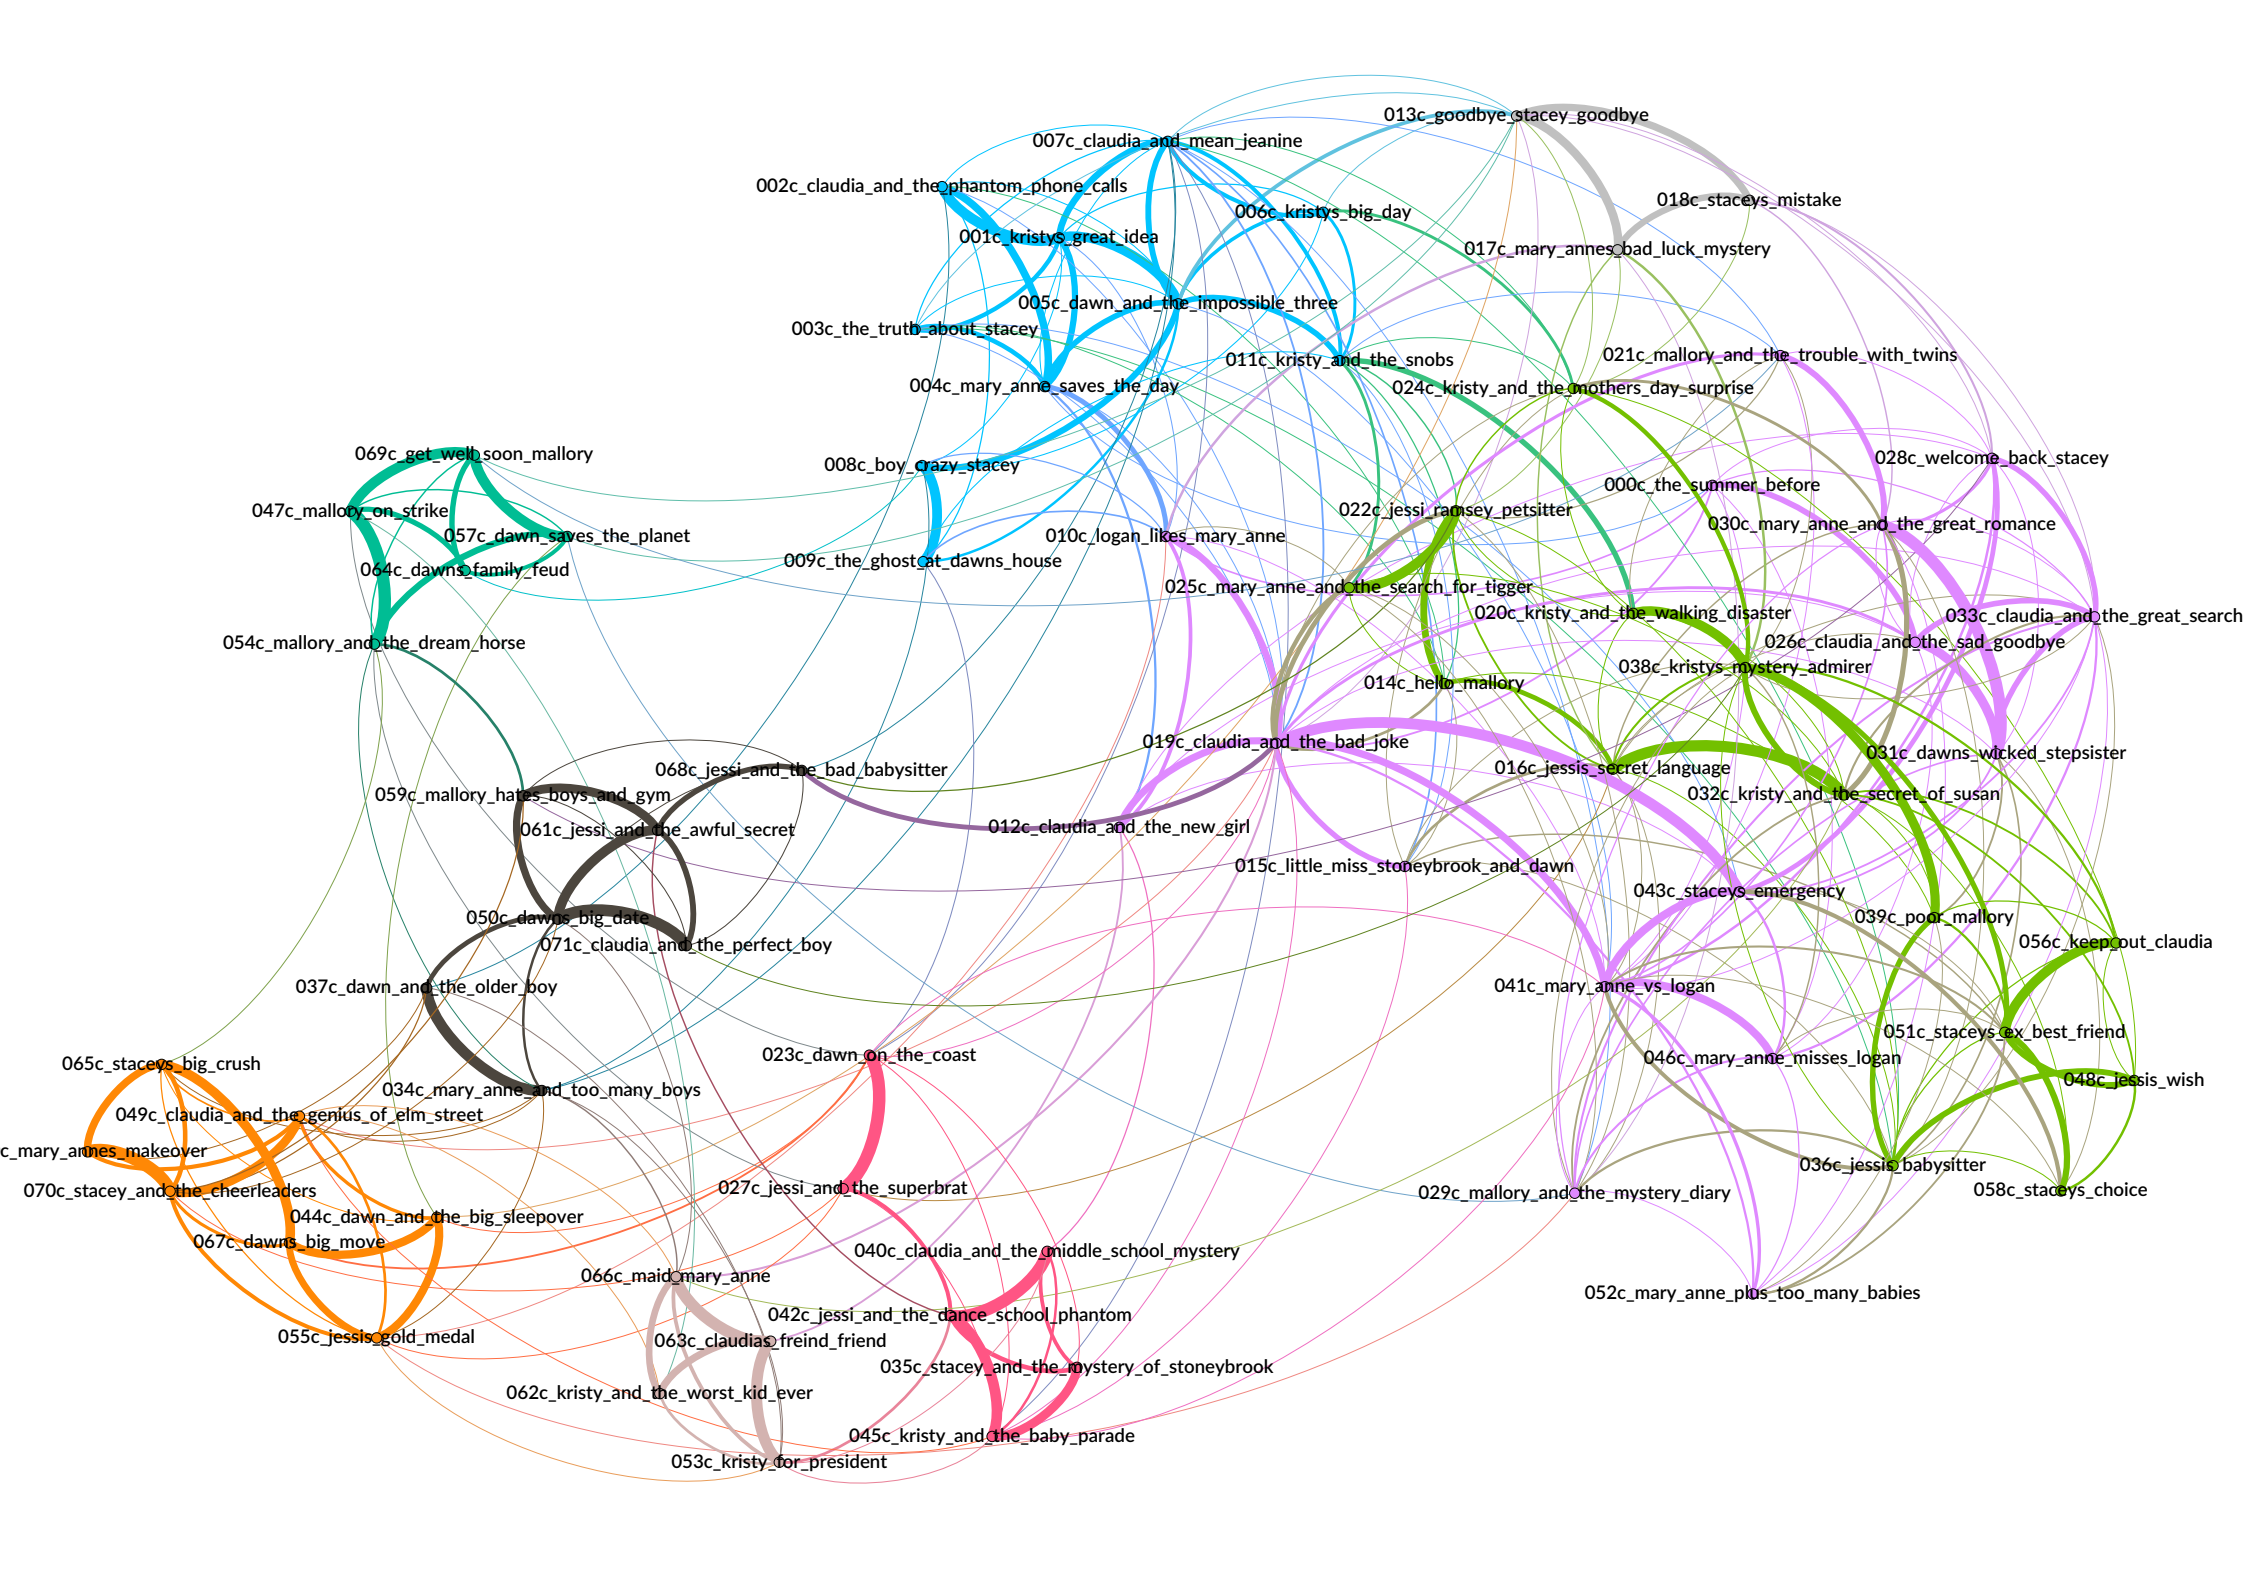 013c_goodbye_stacey_goodbye
007c_claudia_and_mean_jeanine
002c_claudia_and_the_phantom_phone_calls
018c_staceys_mistake
006c_kristys_big_day
001c_kristys_great_idea
017c_mary_annes_bad_luck_mystery
005c_dawn_and_the_impossible_three
003c_the_truth_about_stacey
021c_mallory_and_the_trouble_with_twins
011c_kristy_and_the_snobs
004c_mary_anne_saves_the_day
024c_kristy_and_the_mothers_day_surprise
069c_get_well_soon_mallory
028c_welcome_back_stacey
008c_boy_crazy_stacey
000c_the_summer_before
047c_mallory_on_strike
022c_jessi_ramsey_petsitter
030c_mary_anne_and_the_great_romance
057c_dawn_saves_the_planet
010c_logan_likes_mary_anne
009c_the_ghost_at_dawns_house
064c_dawns_family_feud
025c_mary_anne_and_the_search_for_tigger
020c_kristy_and_the_walking_disaster
033c_claudia_and_the_great_search
054c_mallory_and_the_dream_horse
026c_claudia_and_the_sad_goodbye
038c_kristys_mystery_admirer
014c_hello_mallory
019c_claudia_and_the_bad_joke
031c_dawns_wicked_stepsister
068c_jessi_and_the_bad_babysitter
016c_jessis_secret_language
059c_mallory_hates_boys_and_gym
032c_kristy_and_the_secret_of_susan
061c_jessi_and_the_awful_secret
012c_claudia_and_the_new_girl
015c_little_miss_stoneybrook_and_dawn
043c_staceys_emergency
050c_dawns_big_date
039c_poor_mallory
071c_claudia_and_the_perfect_boy
056c_keep_out_claudia
037c_dawn_and_the_older_boy
041c_mary_anne_vs_logan
051c_staceys_ex_best_friend
023c_dawn_on_the_coast
046c_mary_anne_misses_logan
065c_staceys_big_crush
048c_jessis_wish
034c_mary_anne_and_too_many_boys
049c_claudia_and_the_genius_of_elm_street
c_mary_annes_makeover
036c_jessis_babysitter
027c_jessi_and_the_superbrat
058c_staceys_choice
070c_stacey_and_the_cheerleaders
029c_mallory_and_the_mystery_diary
044c_dawn_and_the_big_sleepover
067c_dawns_big_move
040c_claudia_and_the_middle_school_mystery
066c_maid_mary_anne
052c_mary_anne_plus_too_many_babies
042c_jessi_and_the_dance_school_phantom
055c_jessis_gold_medal
063c_claudias_freind_friend
035c_stacey_and_the_mystery_of_stoneybrook
062c_kristy_and_the_worst_kid_ever
045c_kristy_and_the_baby_parade
053c_kristy_for_president